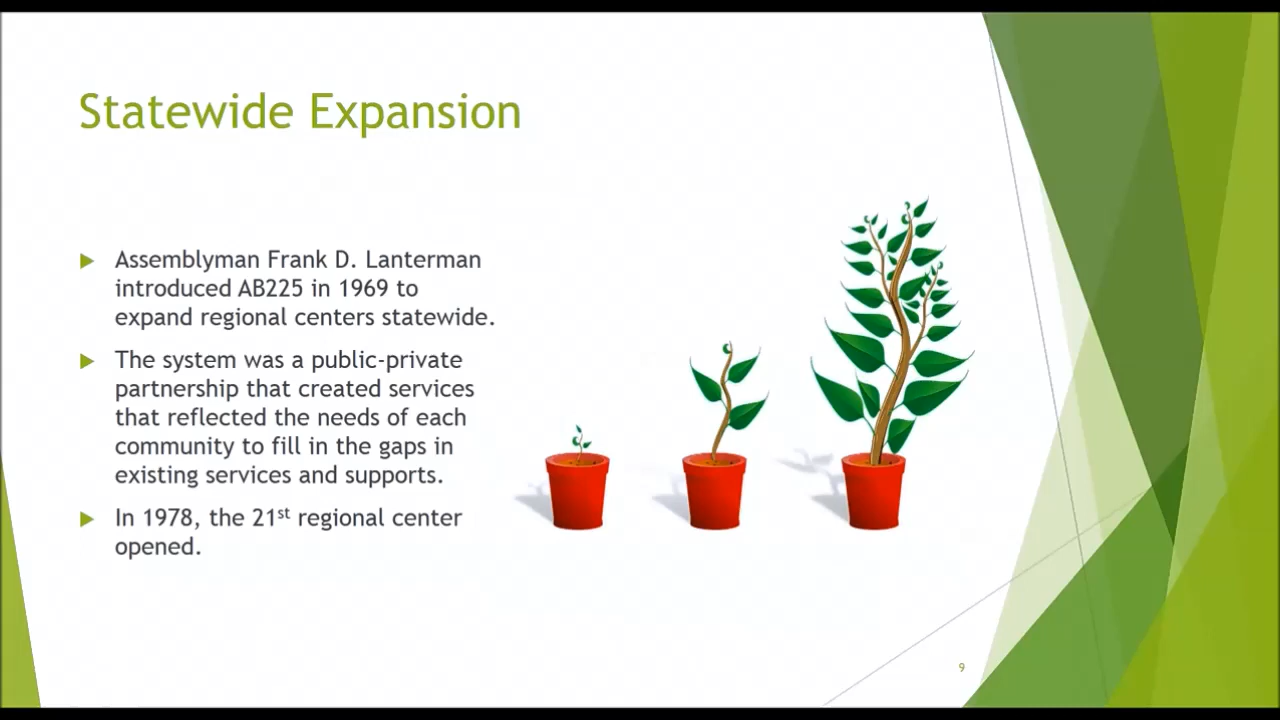 Statewide Expansion
Assemblyman Frank D. Lanterman
introduced AB225 in 1969 to
expand regional centers statewide.
The system was a public-private
partnership that created services
that reflected the needs of each
community to fill in the gaps in
existing services and supports.
In 1978, the 21st regional center
opened.
9